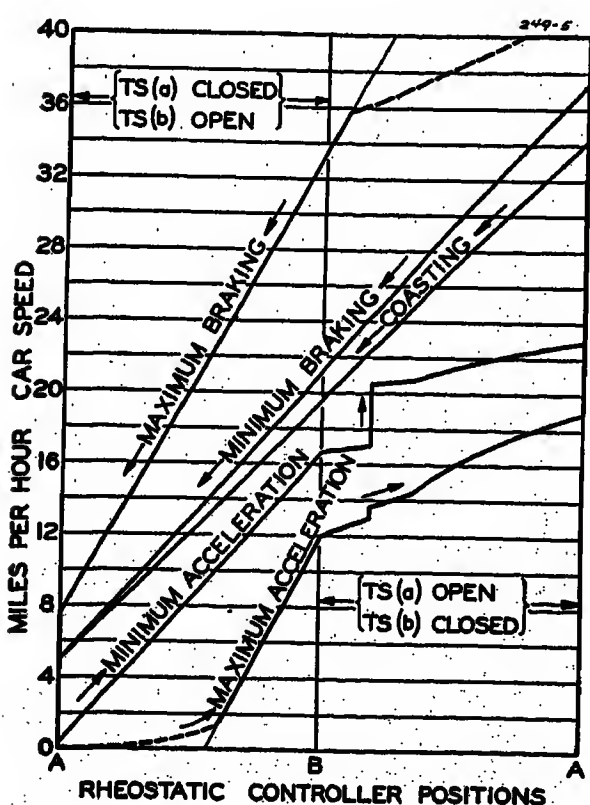 249-5
40
36
32
28
24
20
16
12
8
4
0
MILES PER HOUR CAR SPEED
TS(a) CLOSED
TS(b) OPEN
MAXIMUM BRAKING
MINIMUM BRAKING
COASTING
MINIMUM ACCELERATION
MAXIMUM ACCELERATION
TS(a) OPEN
TS(b) CLOSED
A
B
A
RHEOSTATIC CONTROLLER POSITIONS